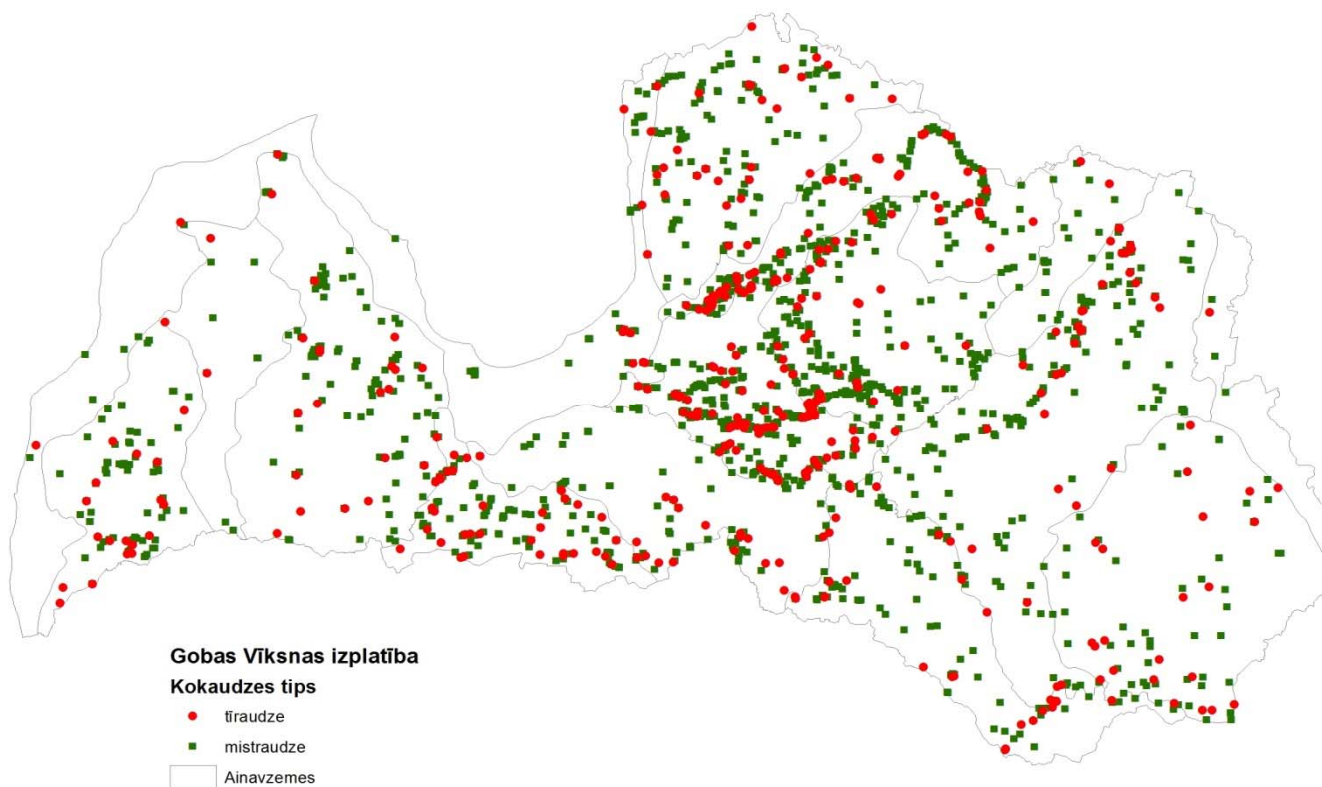 Gobas Vīksnas izplatība
Kokaudzes tips
tīraudze
mistraudze
Ainavzemes